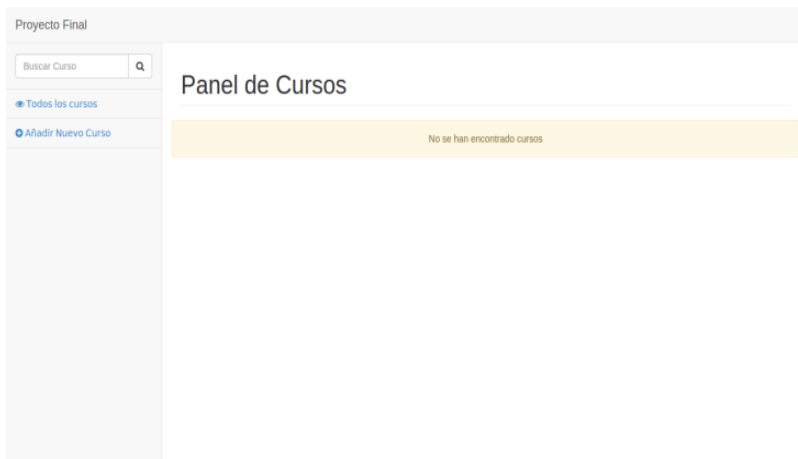 Proyecto Final
Buscar Curso
Todos los cursos
Añadir Nuevo Curso
Panel de Cursos
No se han encontrado cursos